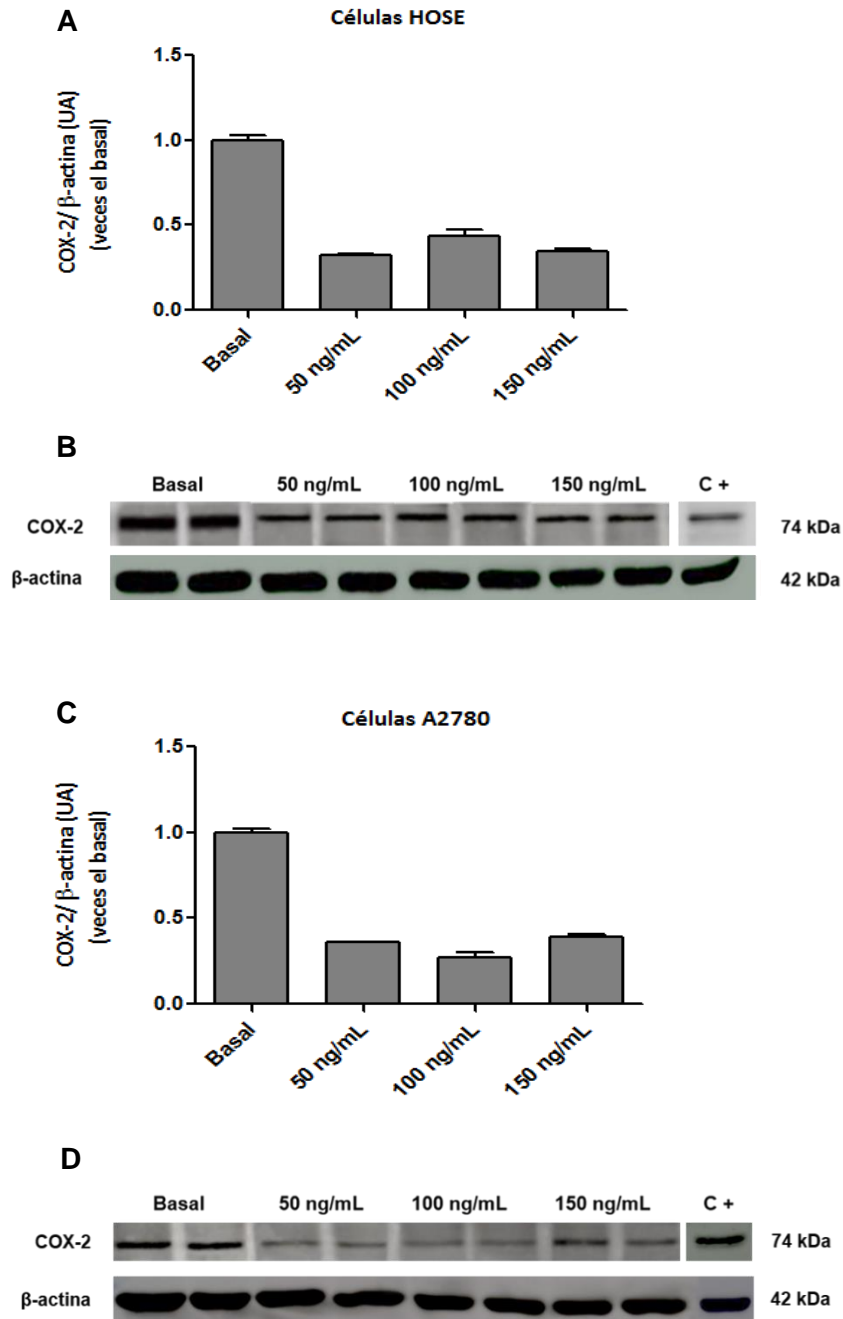 A
Células HOSE
COX-2/ β-actina (UA)
(veces el basal)
1.5
1.0
0.5
0.0
Basal
50 ng/mL
100 ng/mL
150 ng/mL
B
Basal 50 ng/mL 100 ng/mL 150 ng/mL C +
COX-2 74 kDa
β-actina 42 kDa
C
Células A2780
COX-2/ β-actina (UA)
(veces el basal)
1.5
1.0
0.5
0.0
Basal
50 ng/mL
100 ng/mL
150 ng/mL
D
Basal 50 ng/mL 100 ng/mL 150 ng/mL C +
COX-2 74 kDa
β-actina 42 kDa